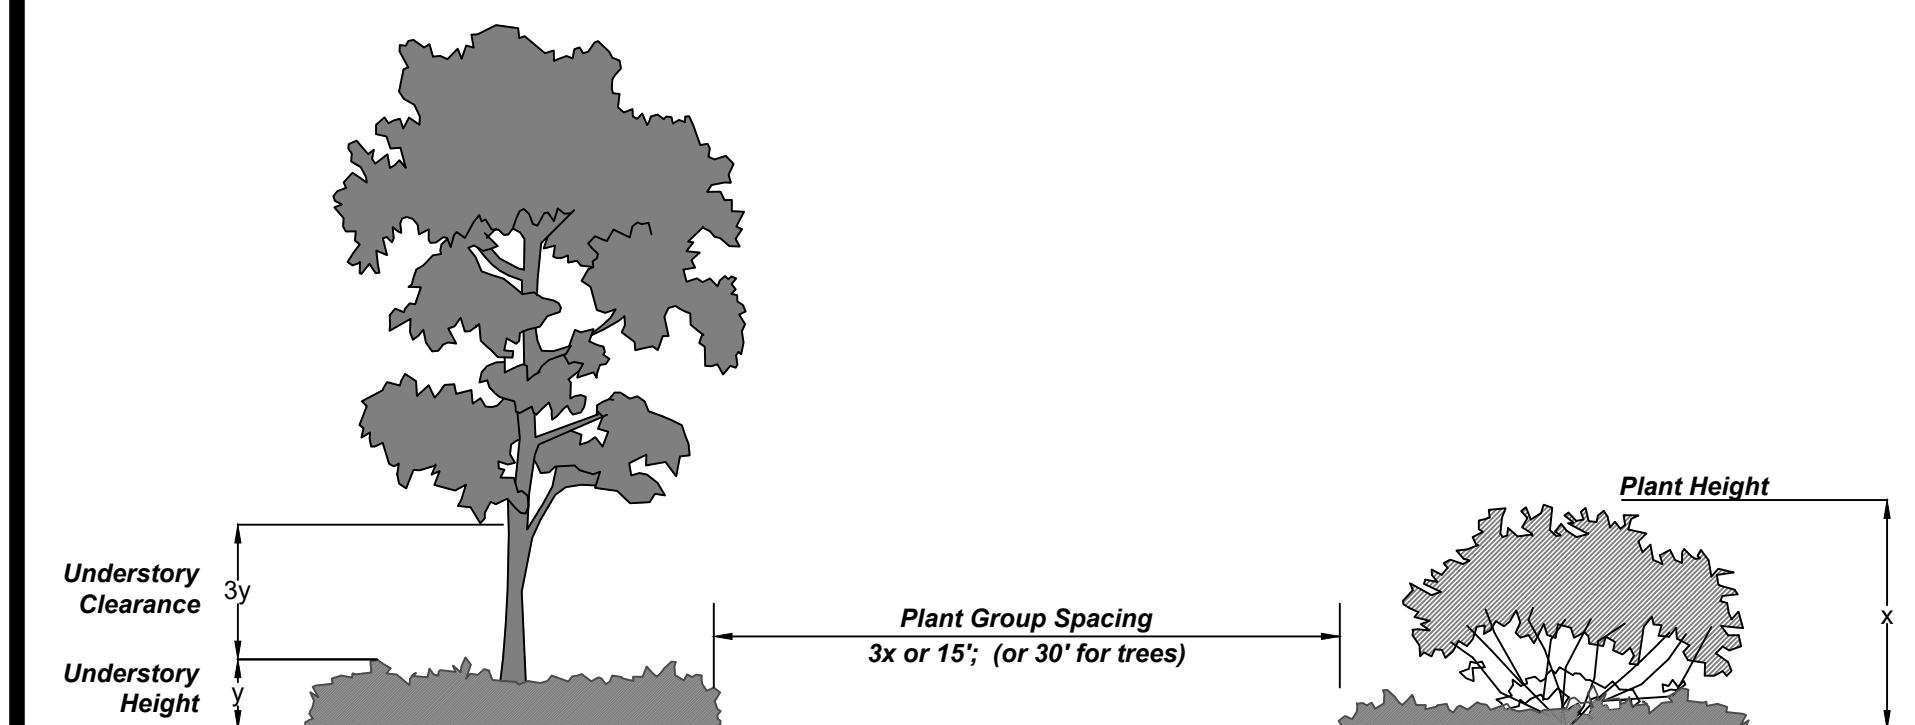 Plant Height
Understory
Clearance
3y
Plant Group Spacing
3x or 15'; (or 30' for trees)
x
Understory
Height
y